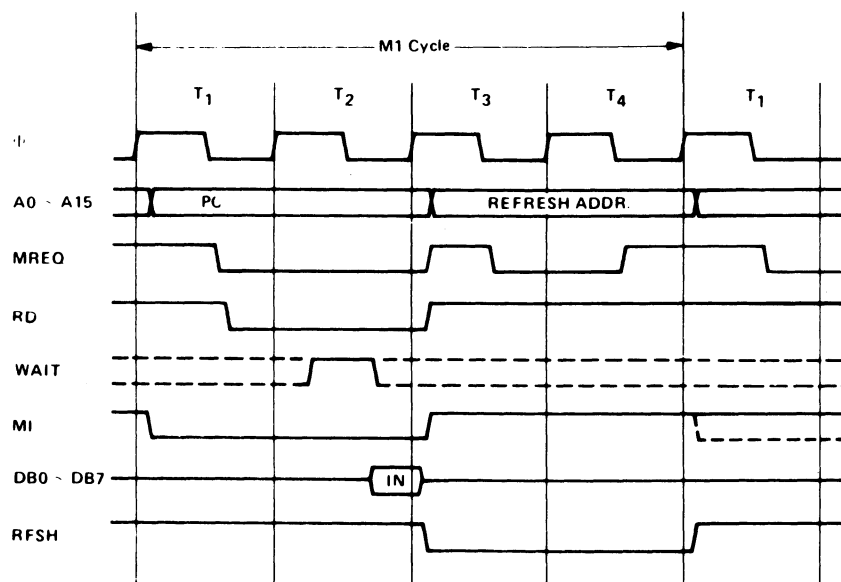 M1 Cycle
T1 T2 T3 T4 T1
Φ
A0 ~ A15 PC REFRESH ADDR.
MREQ
RD
WAIT
MI
DB0 ~ DB7 IN
RFSH